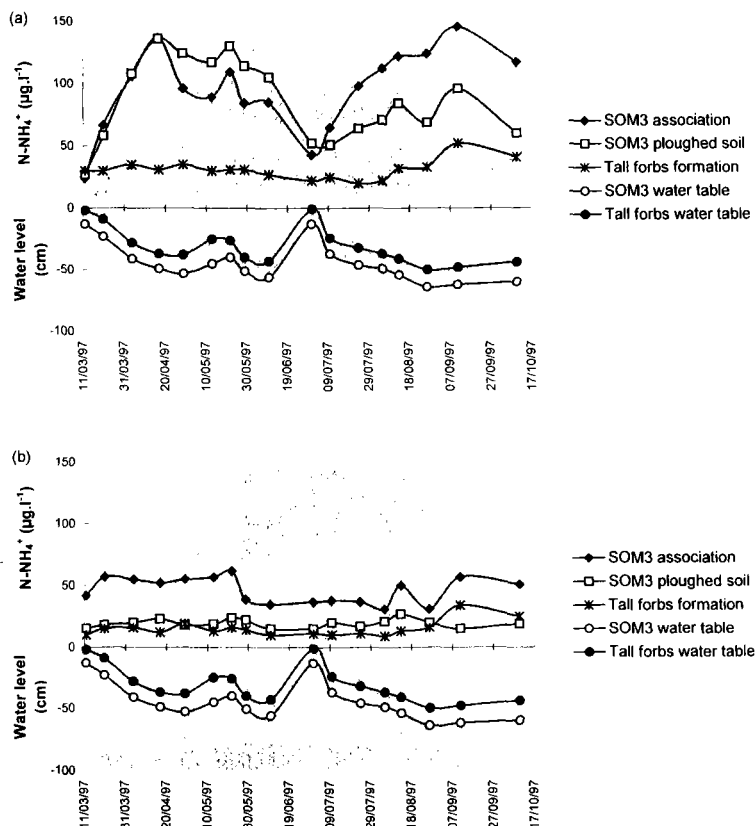 (a)
150
100
50
0
-50
-100
N-NH₄⁺ (µg.l⁻¹)
Water level
(cm)
11/03/97
31/03/97
20/04/97
10/05/97
30/05/97
19/06/97
09/07/97
29/07/97
18/08/97
07/09/97
27/09/97
17/10/97
SOM3 association
SOM3 ploughed soil
Tall forbs formation
SOM3 water table
Tall forbs water table
(b)
150
100
50
0
-50
-100
N-NH₄⁺ (µg.l⁻¹)
Water level
(cm)
11/03/97
31/03/97
20/04/97
10/05/97
30/05/97
19/06/97
09/07/97
29/07/97
18/08/97
07/09/97
27/09/97
17/10/97
SOM3 association
SOM3 ploughed soil
Tall forbs formation
SOM3 water table
Tall forbs water table